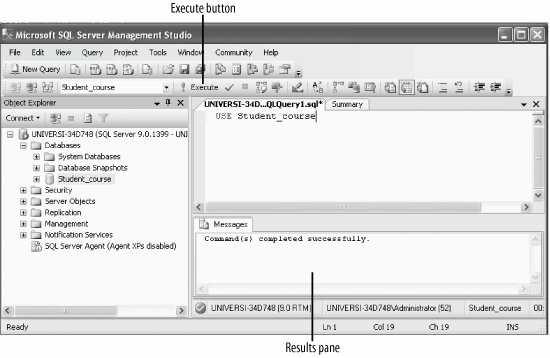 Execute button
Microsoft SQL Server Management Studio
File Edit View Query Project Tools Window Community Help
New Query
Student_course
Execute
Object Explorer
UNIVERSI-34D...QLQuery1.sql* Summary
Connect
USE Student_course
UNIVERSI-34D748 (SQL Server 9.0.1399 - UNI
Databases
System Databases
Database Snapshots
Student_course
Security
Server Objects
Replication
Management
Notification Services
SQL Server Agent (Agent XPs disabled)
Messages
Command(s) completed successfully.
UNIVERSI-34D748 (9.0 RTM) UNIVERSI-34D748\Administrator (52) Student_course 00:
Ready Ln 1 Col 19 Ch 19 INS
Results pane